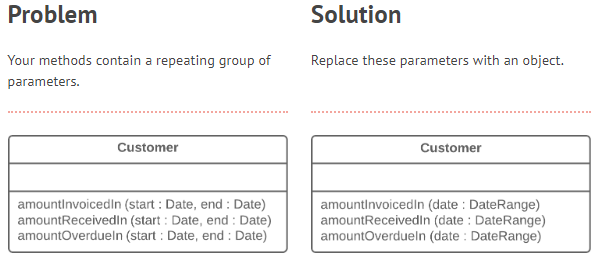 Problem
Your methods contain a repeating group of
parameters.
Customer
amountInvoicedIn (start : Date, end : Date)
amountReceivedIn (start : Date, end : Date)
amountOverdueIn (start : Date, end : Date)
Solution
Replace these parameters with an object.
Customer
amountInvoicedIn (date : DateRange)
amountReceivedIn (date : DateRange)
amountOverdueIn (date : DateRange)